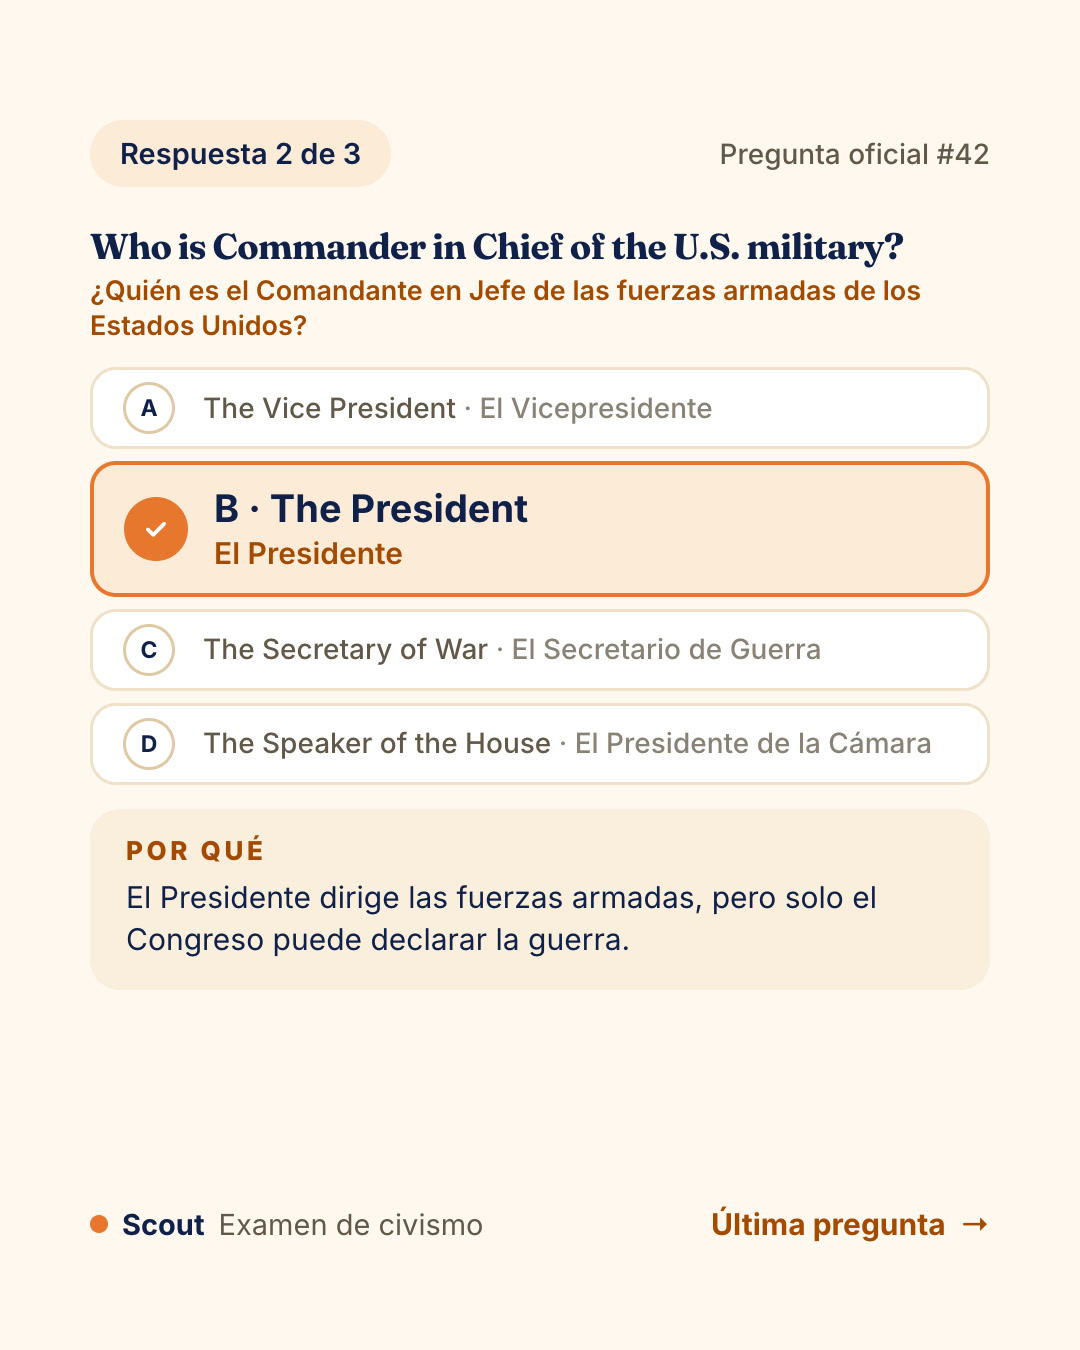 Respuesta 2 de 3
Pregunta oficial #42
Who is Commander in Chief of the U.S. military?
¿Quién es el Comandante en Jefe de las fuerzas armadas de los
Estados Unidos?
A The Vice President · El Vicepresidente
B · The President
El Presidente
C The Secretary of War · El Secretario de Guerra
D The Speaker of the House · El Presidente de la Cámara
POR QUÉ
El Presidente dirige las fuerzas armadas, pero solo el
Congreso puede declarar la guerra.
Scout Examen de civismo
Última pregunta →